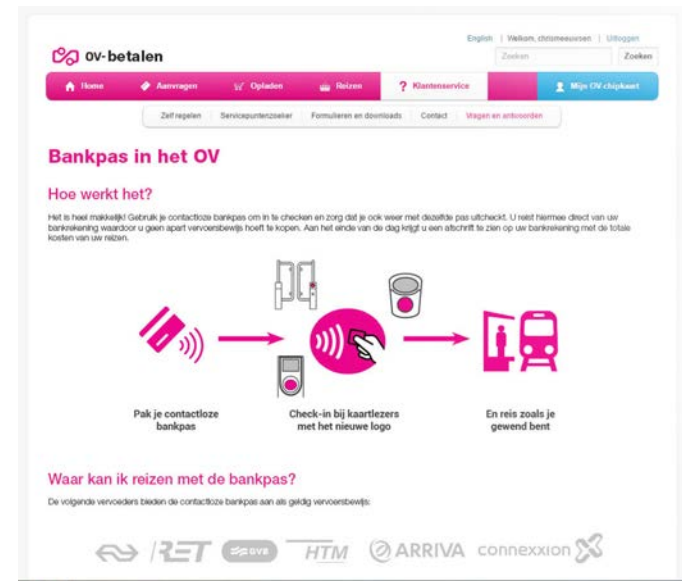 English | Welkom, chrismeeuwsen | Uitloggen
OV-betalen
Zoeken Zoeken
Home Aanvragen Opladen Reizen ? Klantenservice Mijn OV-chipkaart
Zelf regelen Servicepuntenzoeker Formulieren en downloads Contact Vragen en antwoorden
Bankpas in het OV
Hoe werkt het?
Het is heel makkelijk! Gebruik je contactloze bankpas om in te checken en zorg dat je ook weer met dezelfde pas uitcheckt. U reist hiermee direct van uw
bankrekening waardoor u geen apart vervoersbewijs hoeft te kopen. Aan het einde van de dag krijgt u een afschrift te zien op uw bankrekening met de totale
kosten van uw reizen.
Pak je contactloze
bankpas
Check-in bij kaartlezers
met het nieuwe logo
En reis zoals je
gewend bent
Waar kan ik reizen met de bankpas?
De volgende vervoerders bieden de contactloze bankpas aan als geldig vervoersbewijs:
RET GVB HTM ARRIVA connexxion